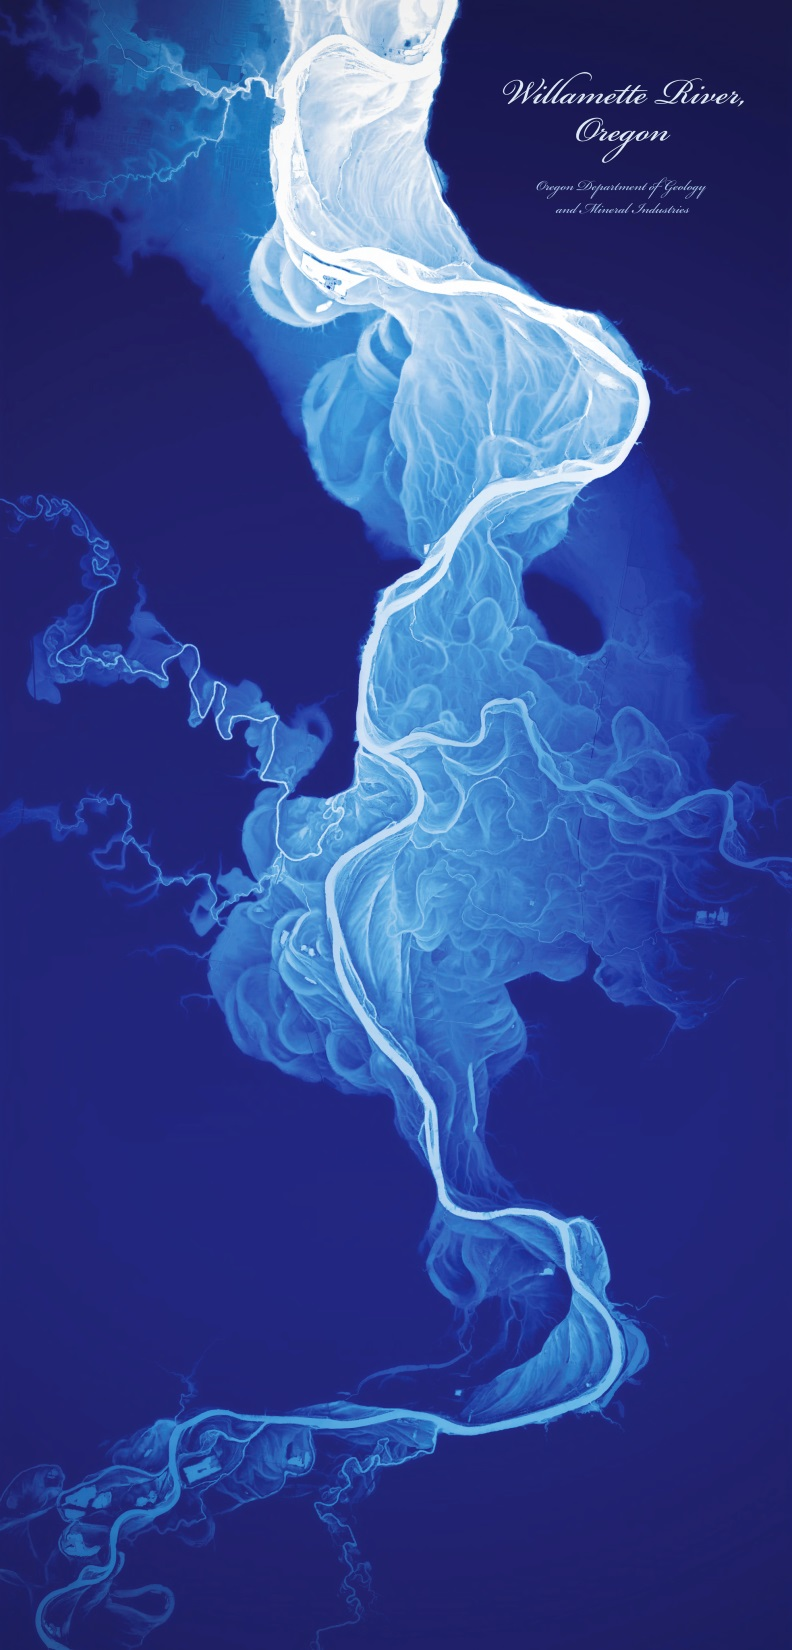 Willamette River,
Oregon
Oregon Department of Geology
and Mineral Industries